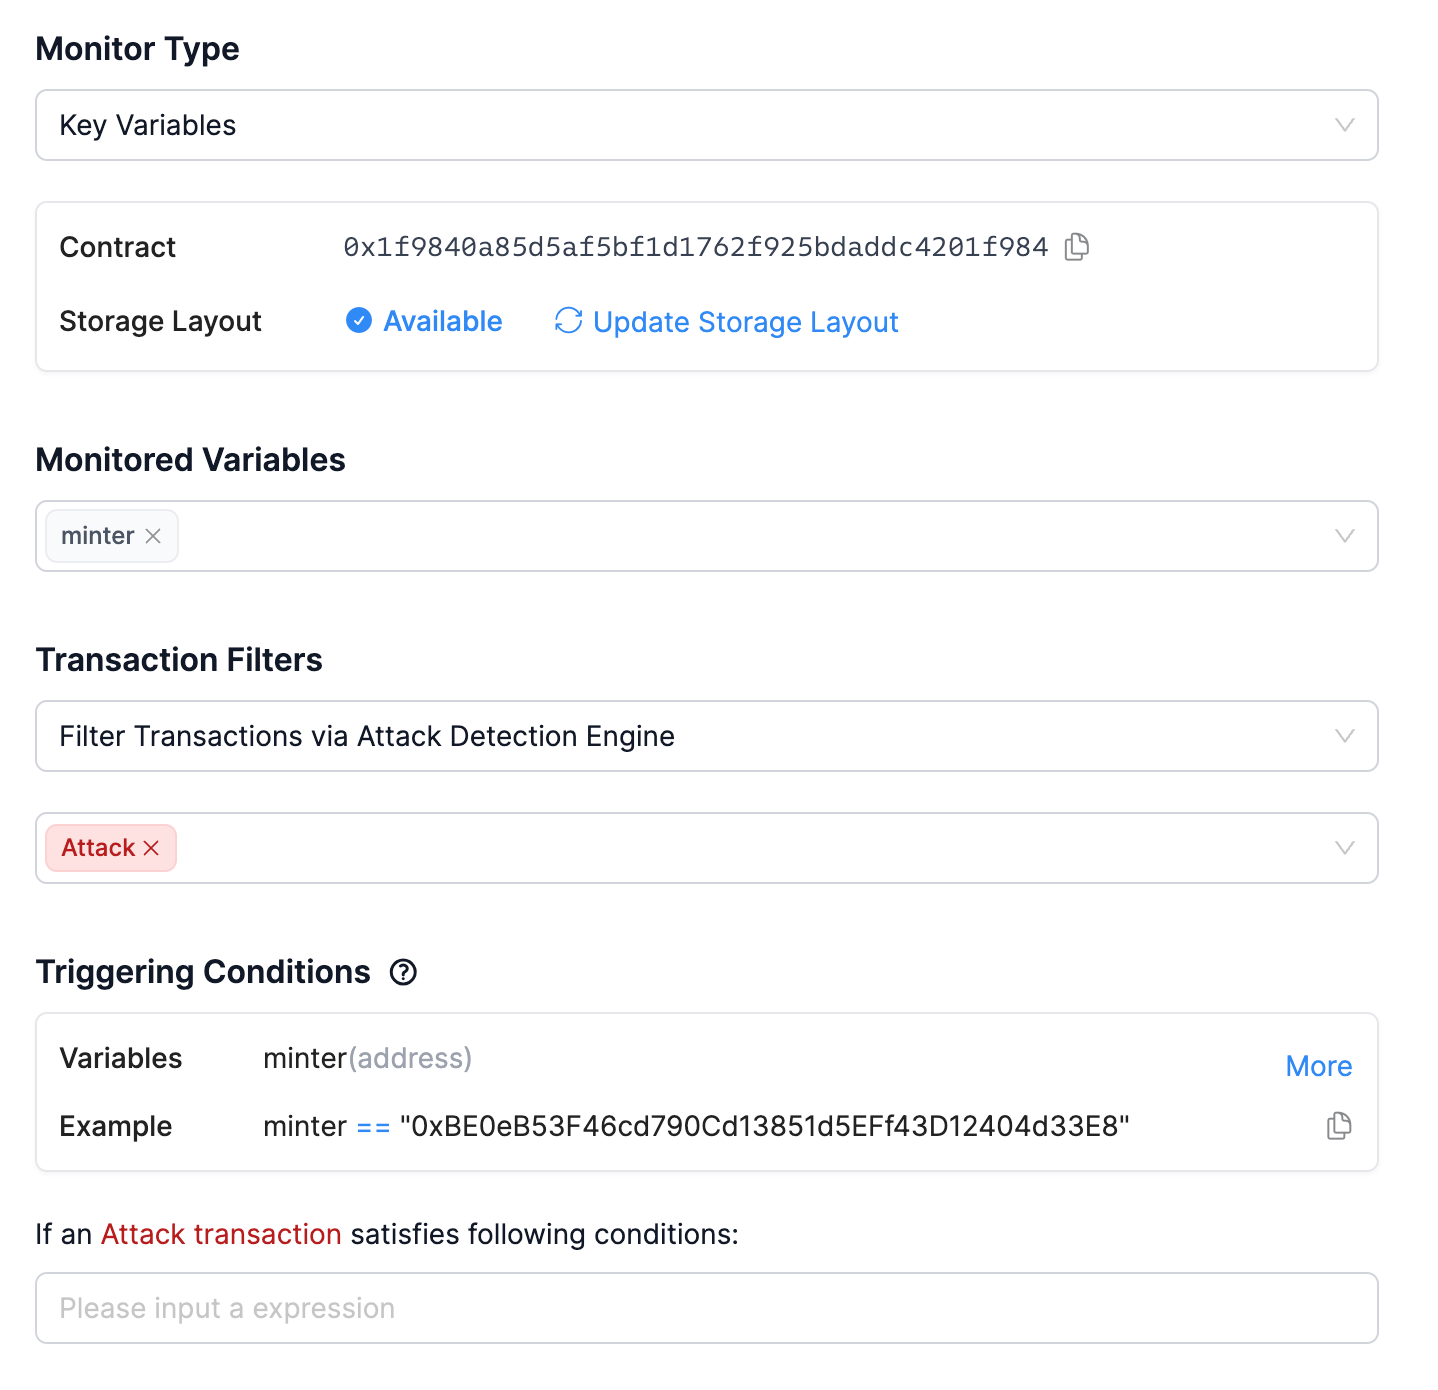 Monitor Type
Key Variables
Contract 0x1f9840a85d5af5bf1d1762f925bdaddc4201f984
Storage Layout Available Update Storage Layout
Monitored Variables
minter
Transaction Filters
Filter Transactions via Attack Detection Engine
Attack
Triggering Conditions ?
Variables minter(address) More
Example minter == "0xBE0eB53F46cd790Cd13851d5EFf43D12404d33E8"
If an Attack transaction satisfies following conditions:
Please input a expression